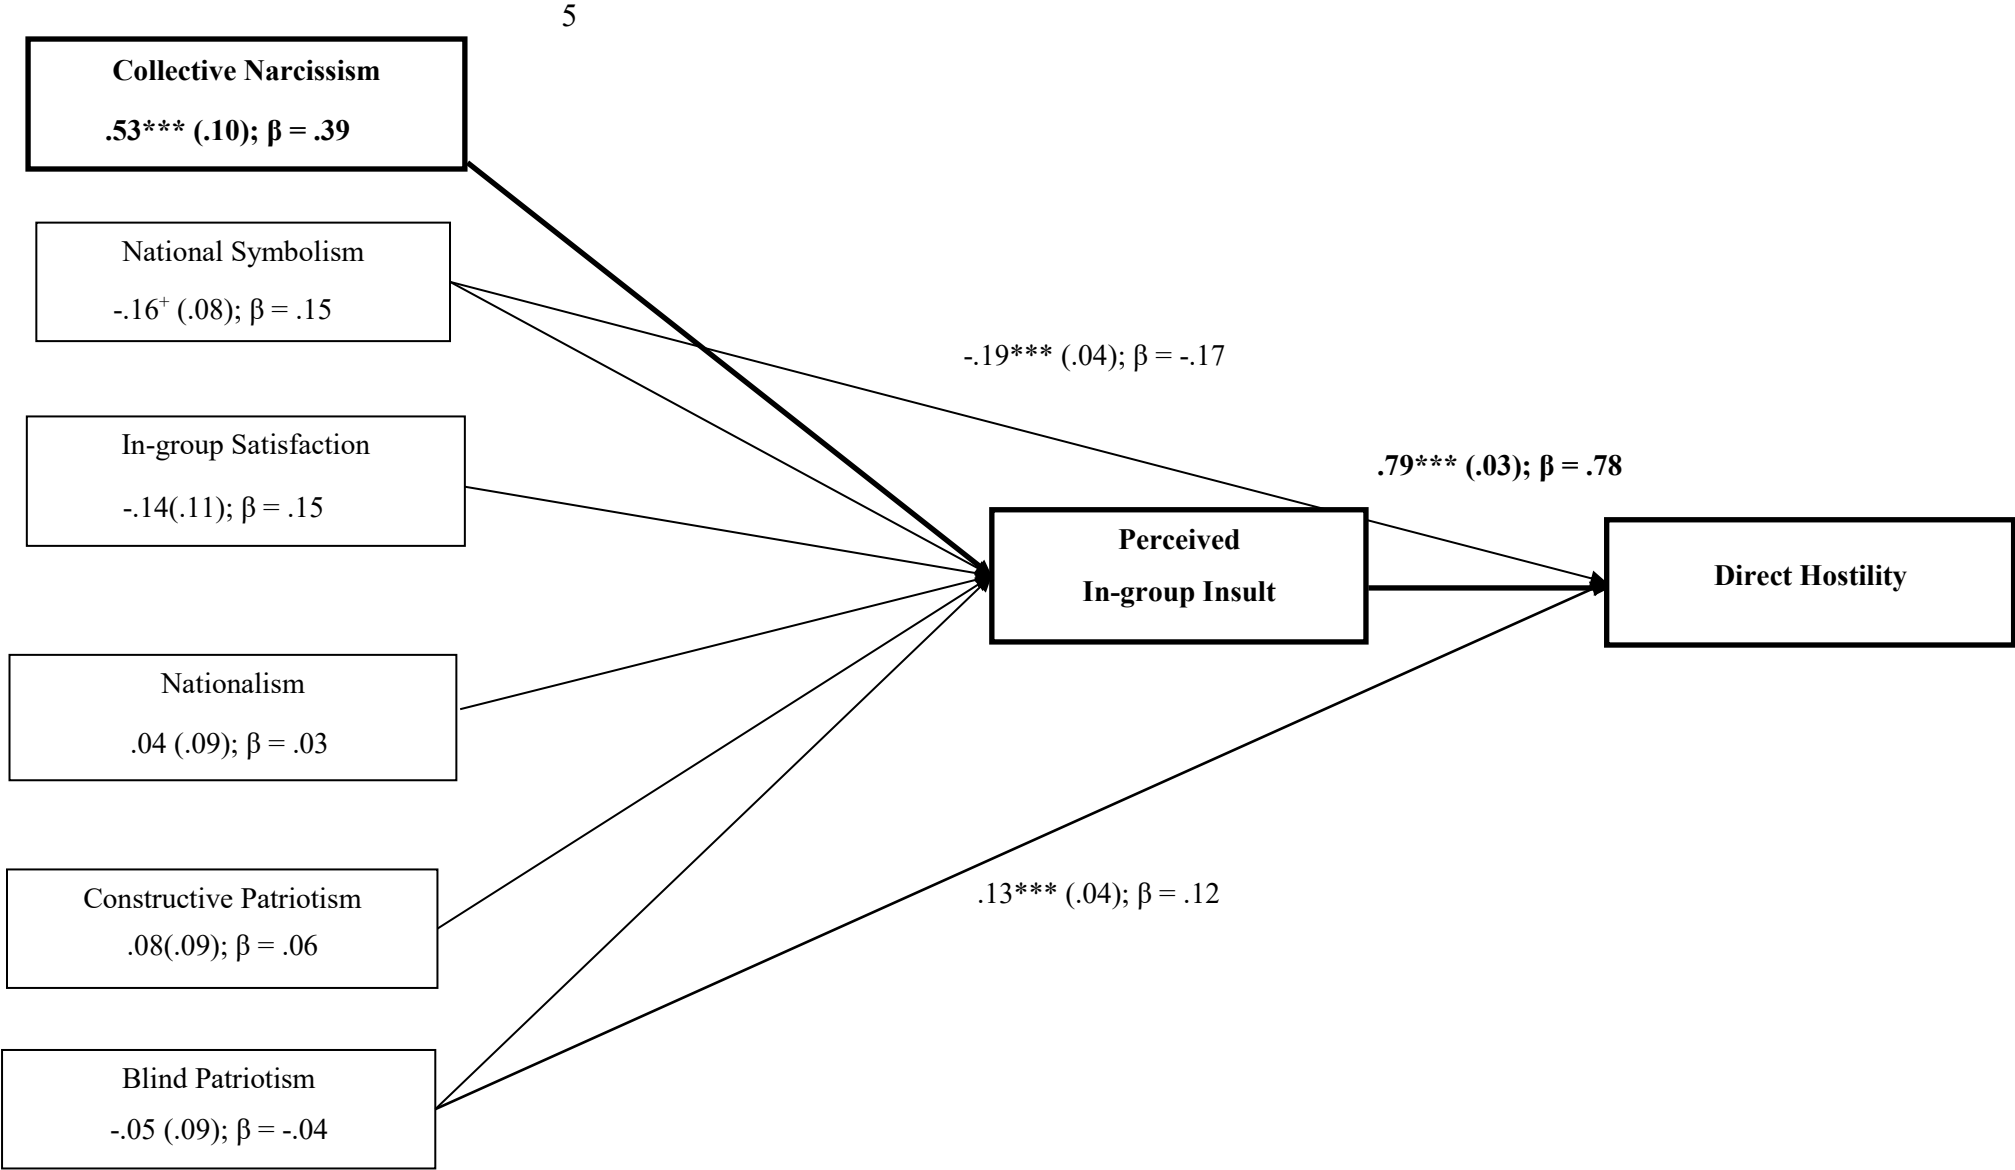 5
Collective Narcissism
.53*** (.10); β = .39
National Symbolism
-.16⁺ (.08); β = .15
-.19*** (.04); β = -.17
In-group Satisfaction
-.14(.11); β = .15
.79*** (.03); β = .78
Perceived
In-group Insult
Direct Hostility
Nationalism
.04 (.09); β = .03
Constructive Patriotism
.08(.09); β = .06
.13*** (.04); β = .12
Blind Patriotism
-.05 (.09); β = -.04